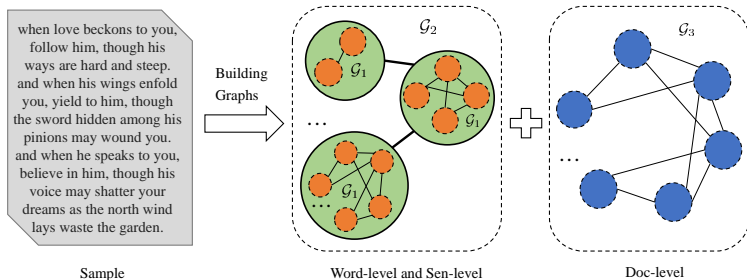 when love beckons to you,
follow him, though his
ways are hard and steep.
and when his wings enfold
you, yield to him, though
the sword hidden among his
pinions may wound you.
and when he speaks to you,
believe in him, though his
voice may shatter your
dreams as the north wind
lays waste the garden.
Sample
Building
Graphs
𝒢₂
𝒢₁
𝒢₁
...
𝒢₁
...
Word-level and Sen-level
𝒢₃
...
Doc-level